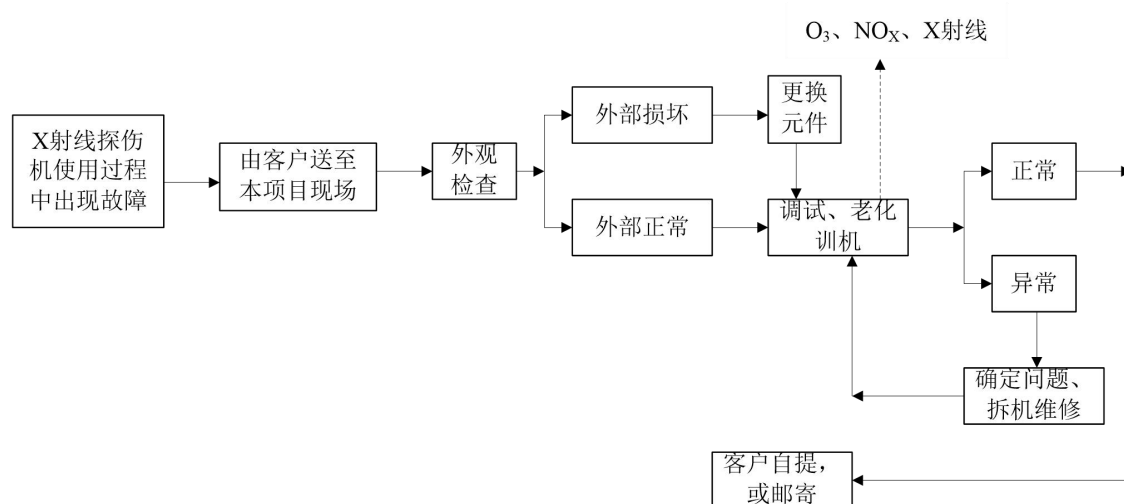 O₃、NOₓ、X射线
X射线探伤
机使用过程
中出现故障
由客户送至
本项目现场
外观
检查
外部损坏
更换
元件
外部正常
调试、老化
训机
正常
异常
确定问题、
拆机维修
客户自提，
或邮寄